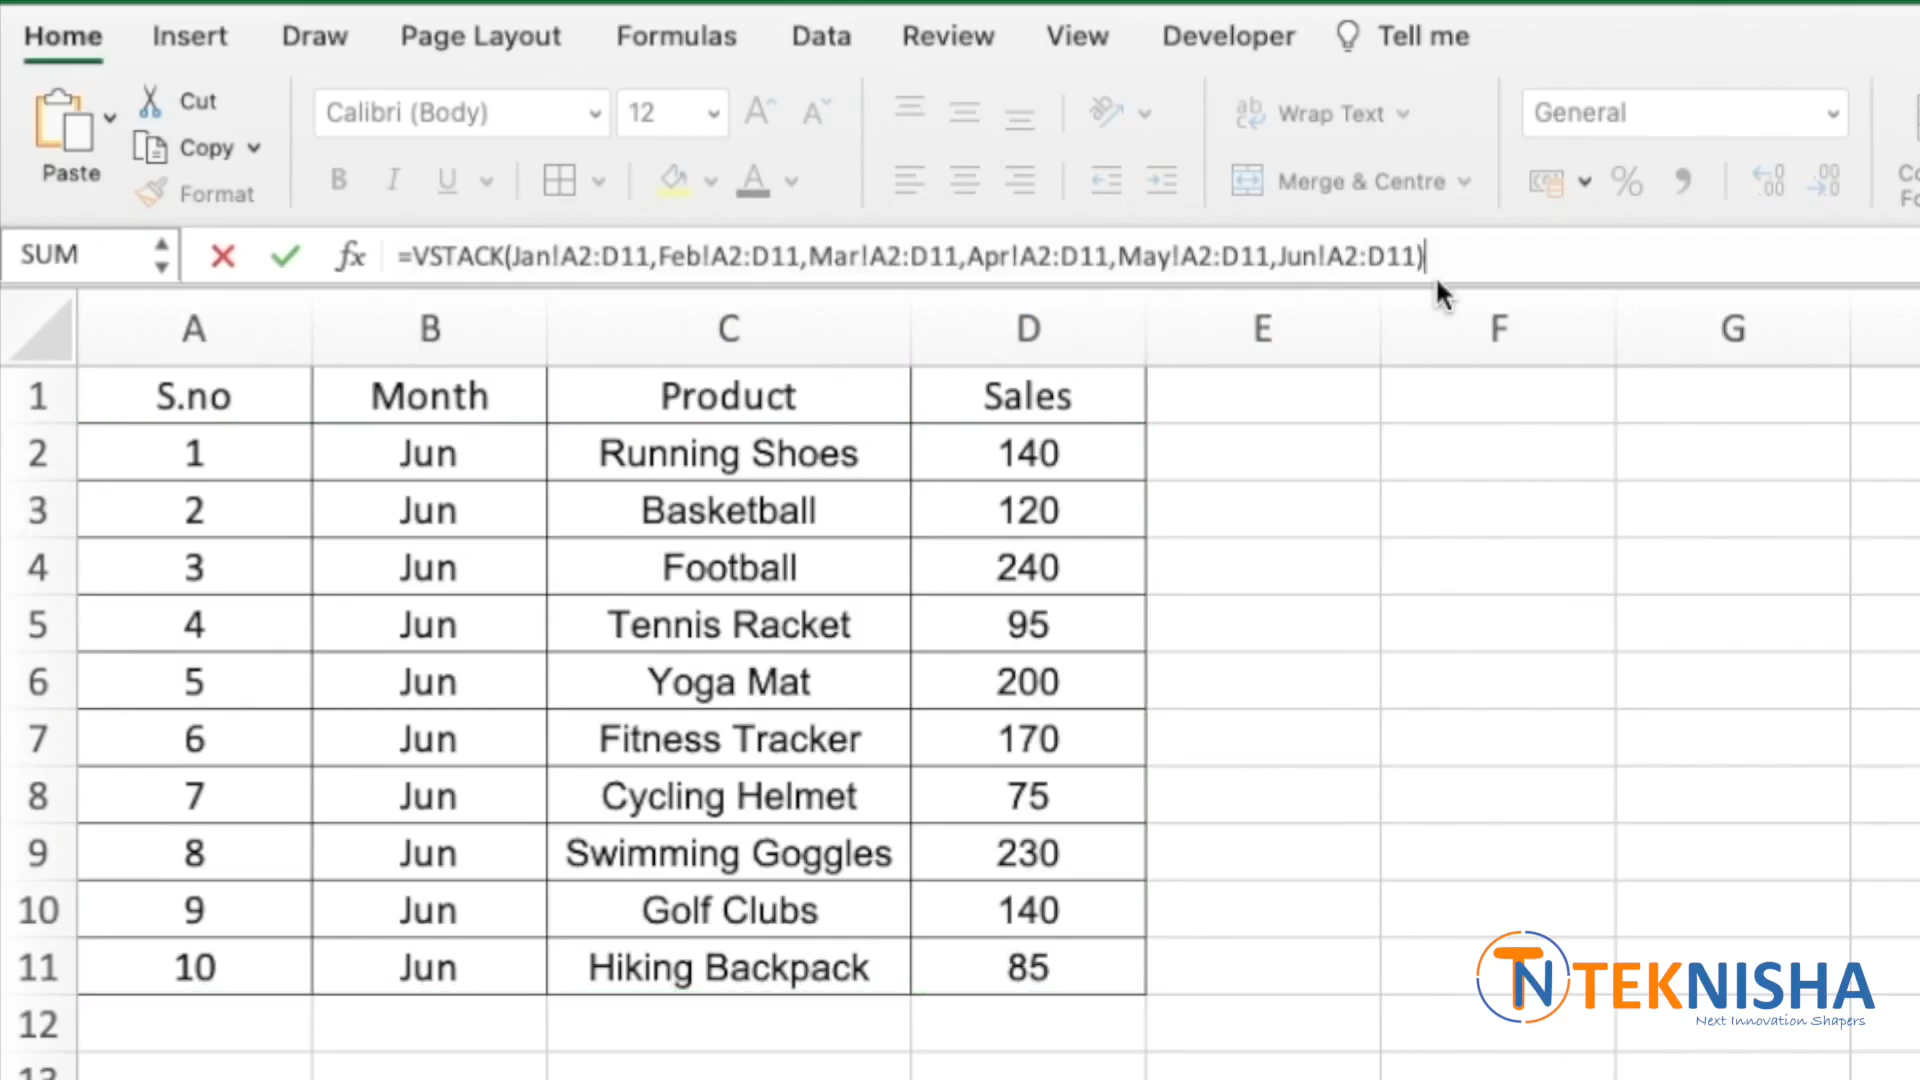 Home Insert Draw Page Layout Formulas Data Review View Developer Tell me
Paste
Cut
Copy
Format
Calibri (Body) 12
B I U A
ab Wrap Text
Merge & Centre
General
% .00 .00
SUM fx =VSTACK(Jan!A2:D11,Feb!A2:D11,Mar!A2:D11,Apr!A2:D11,May!A2:D11,Jun!A2:D11)
A B C D E F G
1 S.no Month Product Sales
2 1 Jun Running Shoes 140
3 2 Jun Basketball 120
4 3 Jun Football 240
5 4 Jun Tennis Racket 95
6 5 Jun Yoga Mat 200
7 6 Jun Fitness Tracker 170
8 7 Jun Cycling Helmet 75
9 8 Jun Swimming Goggles 230
10 9 Jun Golf Clubs 140
11 10 Jun Hiking Backpack 85
12
13
TN TEKNISHA
Next Innovation Shapers